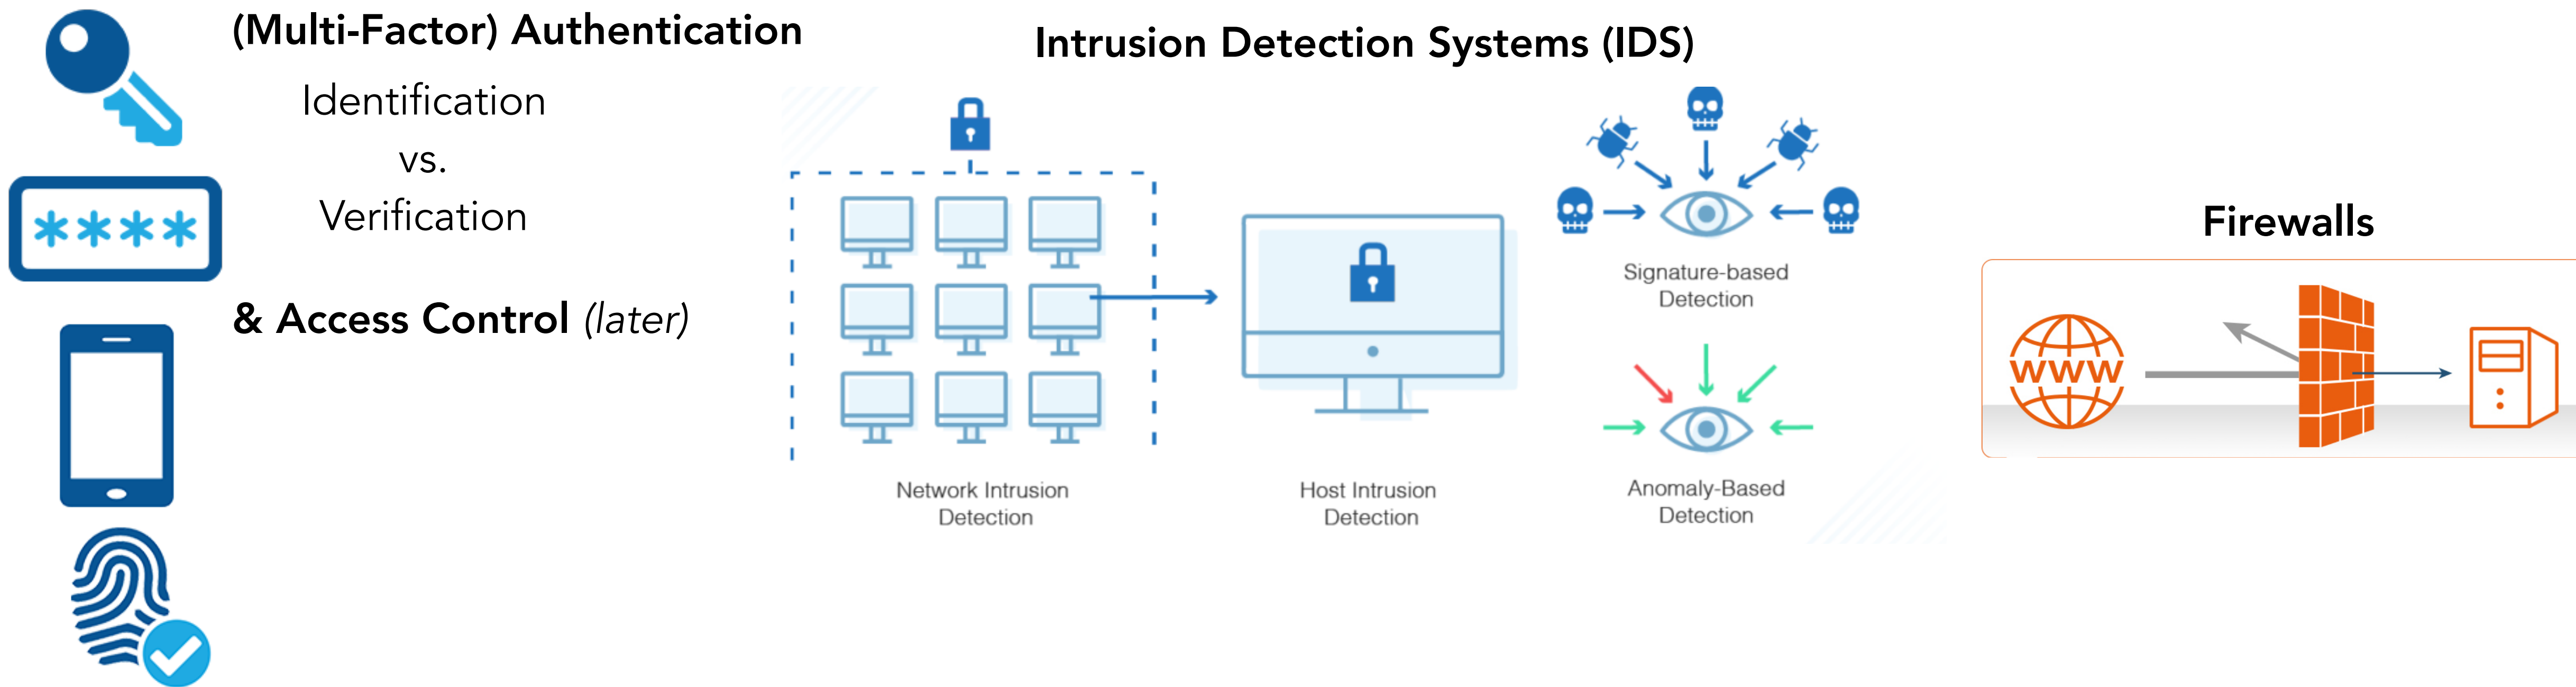 (Multi-Factor) Authentication
Identification
vs.
Verification
& Access Control (later)
****
Intrusion Detection Systems (IDS)
Network Intrusion
Detection
Host Intrusion
Detection
Signature-based
Detection
Anomaly-Based
Detection
Firewalls
WWW